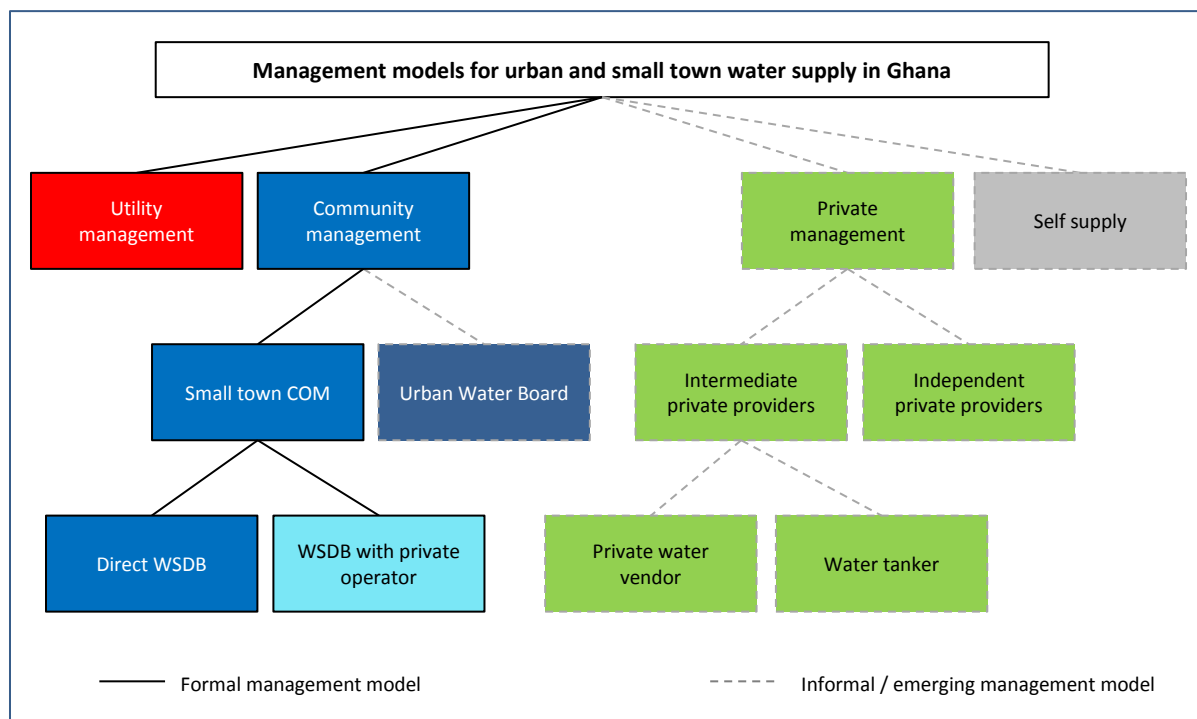 Management models for urban and small town water supply in Ghana
Utility
management
Community
management
Private
management
Self supply
Small town COM
Urban Water Board
Intermediate
private providers
Independent
private providers
Direct WSDB
WSDB with private
operator
Private water
vendor
Water tanker
Formal management model
Informal / emerging management model